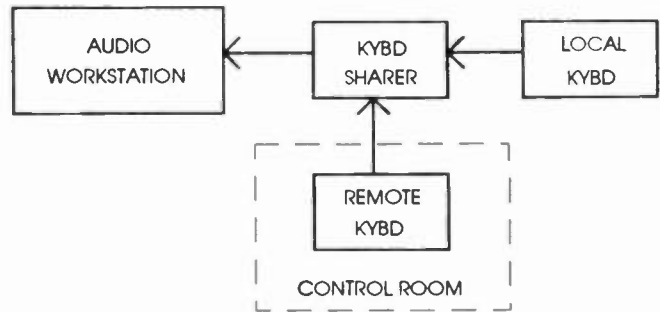 AUDIO
WORKSTATION
KYBD
SHARER
LOCAL
KYBD
REMOTE
KYBD
CONTROL ROOM